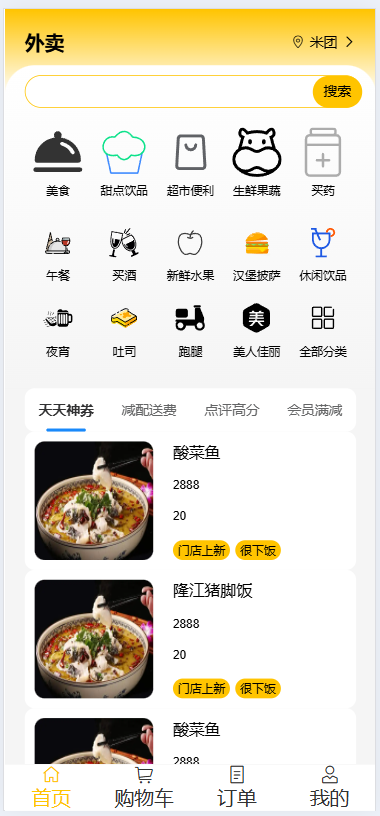 外卖
米团
搜索
美食 甜点饮品 超市便利 生鲜果蔬 买药
午餐 买酒 新鲜水果 汉堡披萨 休闲饮品
美
夜宵 吐司 跑腿 美人佳丽 全部分类
天天神券 减配送费 点评高分 会员满减
酸菜鱼
2888
20
门店上新 很下饭
隆江猪脚饭
2888
20
门店上新 很下饭
酸菜鱼
2888
首页 购物车 订单 我的